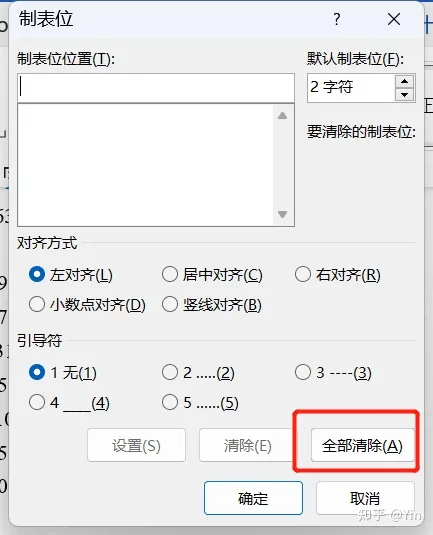 制表位 ?
制表位位置(T): 默认制表位(F):
2 字符
要清除的制表位:
对齐方式
左对齐(L) 居中对齐(C) 右对齐(R)
小数点对齐(D) 竖线对齐(B)
引导符
1 无(1) 2 .....(2) 3 ----(3)
4 ____(4) 5 ......(5)
设置(S) 清除(E) 全部清除(A)
确定 取消
知乎 @Yin